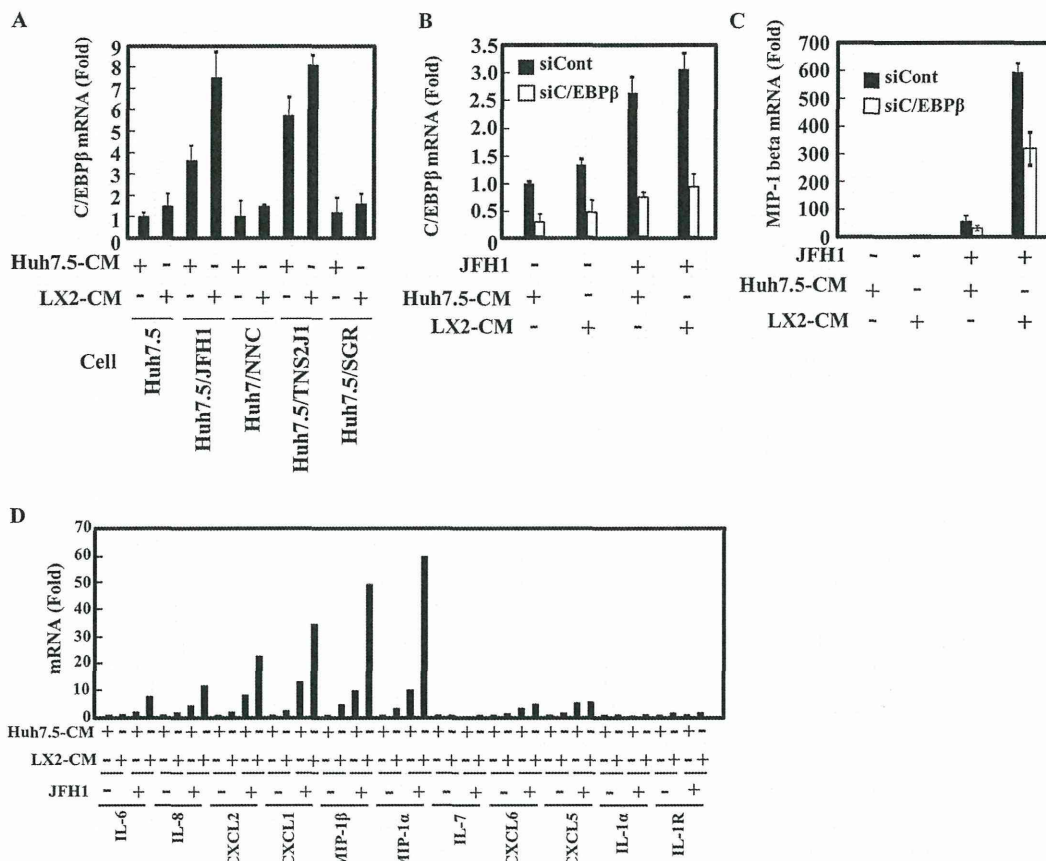 A
C/EBPβ mRNA (Fold)
9
8
7
6
5
4
3
2
1
0
Huh7.5-CM + - + - + - + - + -
LX2-CM - + - + - + - + - +
Cell
Huh7.5
Huh7.5/JFH1
Huh7/NNC
Huh7.5/TNS2J1
Huh7.5/SGR
B
C/EBPβ mRNA (Fold)
3.5
3.0
2.5
2.0
1.5
1.0
0.5
0
siCont
siC/EBPβ
JFH1 - - + +
Huh7.5-CM + - + -
LX2-CM - + - +
C
MIP-1 beta mRNA (Fold)
700
600
500
400
300
200
100
0
siCont
siC/EBPβ
JFH1 - - + +
Huh7.5-CM + - + -
LX2-CM - + - +
D
mRNA (Fold)
70
60
50
40
30
20
10
0
Huh7.5-CM + - + - + - + - + - + - + - + - + - + - + - + - + - + - + - + - + - + - + - + - + - + -
LX2-CM - + - + - + - + - + - + - + - + - + - + - + - + - + - + - + - + - + - + - + - + - + - +
JFH1 - + - + - + - + - + - + - + - + - + - + - +
IL-6
IL-8
CXCL2
CXCL1
MIP-1β
MIP-1α
IL-7
CXCL6
CXCL5
IL-1α
IL-1R